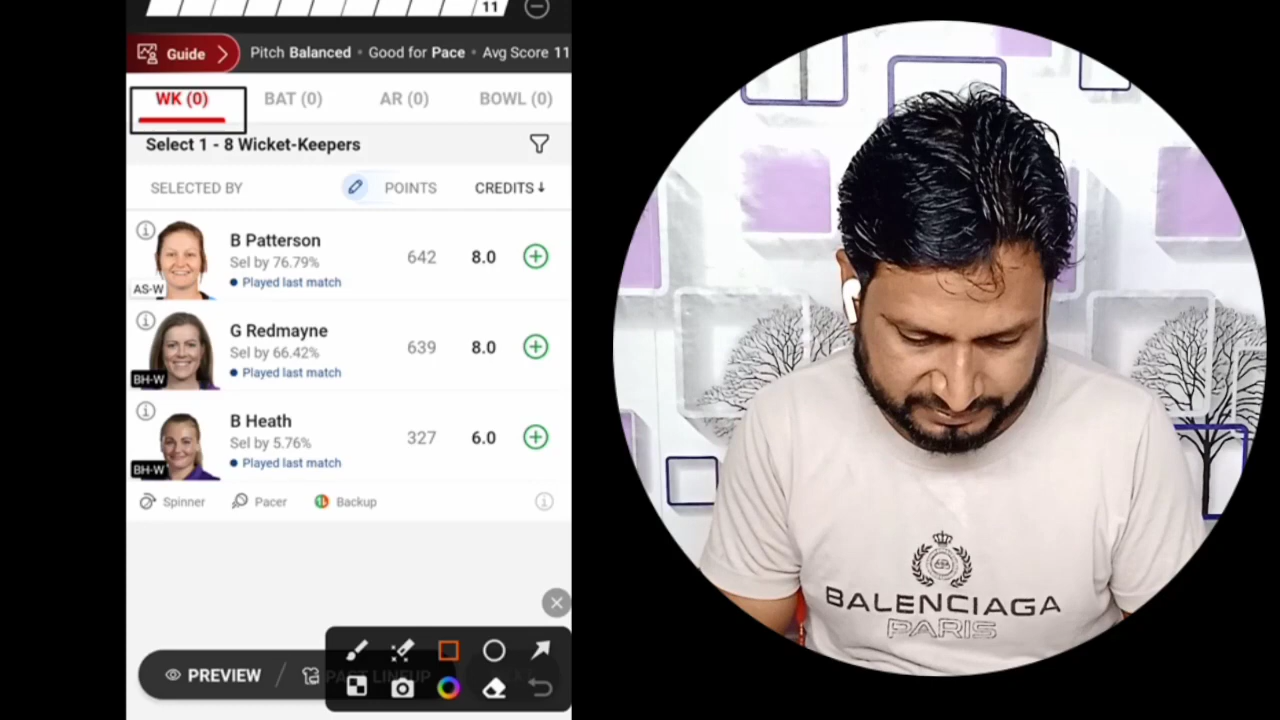 11
Guide Pitch Balanced • Good for Pace • Avg Score 11
WK (0) BAT (0) AR (0) BOWL (0)
Select 1 - 8 Wicket-Keepers
SELECTED BY POINTS CREDITS↓
B Patterson
Sel by 76.79% 642 8.0
AS-W • Played last match
G Redmayne
Sel by 66.42% 639 8.0
BH-W • Played last match
B Heath
Sel by 5.76% 327 6.0
BH-W • Played last match
Spinner Pacer Backup
PREVIEW / PAST LINEUP
BALENCIAGA
PARIS